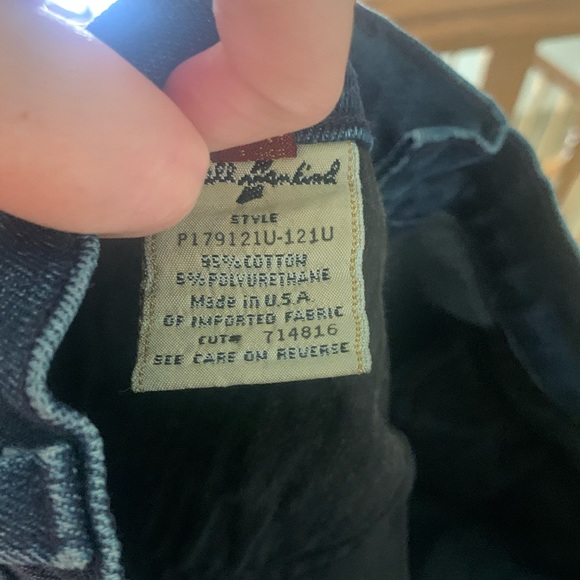 all Mankind
STYLE
P179121U-121U
95%COTTON
5%POLYURETHANE
Made in U.S.A.
OF IMPORTED FABRIC
CUT# 714816
SEE CARE ON REVERSE